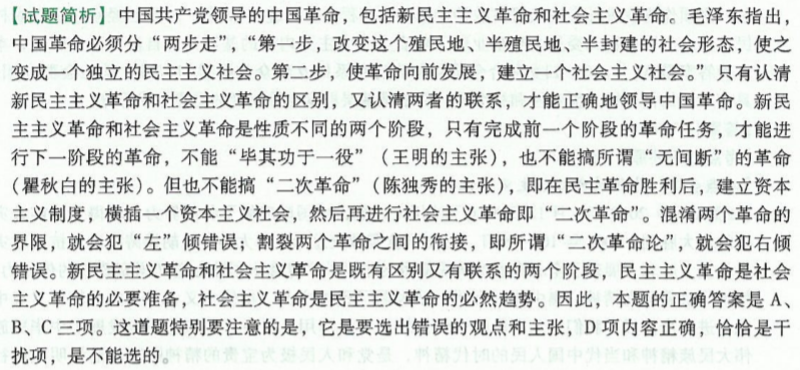 【试题简析】中国共产党领导的中国革命，包括新民主主义革命和社会主义革命。毛泽东指出，
中国革命必须分“两步走”，“第一步，改变这个殖民地、半殖民地、半封建的社会形态，使之
变成一个独立的民主主义社会。第二步，使革命向前发展，建立一个社会主义社会。”只有认清
新民主主义革命和社会主义革命的区别，又认清两者的联系，才能正确地领导中国革命。新民
主主义革命和社会主义革命是性质不同的两个阶段，只有完成前一个阶段的革命任务，才能进
行下一阶段的革命，不能“毕其功于一役”（王明的主张），也不能搞所谓“无间断”的革命
（瞿秋白的主张）。但也不能搞“二次革命”（陈独秀的主张），即在民主革命胜利后，建立资本
主义制度，横插一个资本主义社会，然后再进行社会主义革命即“二次革命”。混淆两个革命的
界限，就会犯“左”倾错误；割裂两个革命之间的衔接，即所谓“二次革命论”，就会犯右倾
错误。新民主主义革命和社会主义革命是既有区别又有联系的两个阶段，民主主义革命是社会
主义革命的必要准备，社会主义革命是民主主义革命的必然趋势。因此，本题的正确答案是 A、
B、C 三项。这道题特别要注意的是，它是要选出错误的观点和主张，D 项内容正确，恰恰是干
扰项，是不能选的。